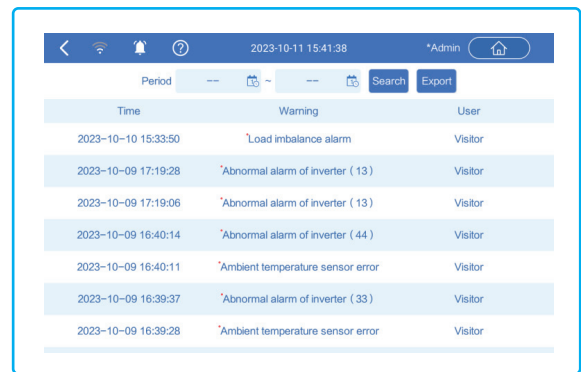 2023-10-11 15:41:38 *Admin
Period -- ~ -- Search Export
Time Warning User
2023-10-10 15:33:50 *Load imbalance alarm Visitor
2023-10-09 17:19:28 *Abnormal alarm of inverter ( 13 ) Visitor
2023-10-09 17:19:06 *Abnormal alarm of inverter ( 13 ) Visitor
2023-10-09 16:40:14 *Abnormal alarm of inverter ( 44 ) Visitor
2023-10-09 16:40:11 *Ambient temperature sensor error Visitor
2023-10-09 16:39:37 *Abnormal alarm of inverter ( 33 ) Visitor
2023-10-09 16:39:28 *Ambient temperature sensor error Visitor